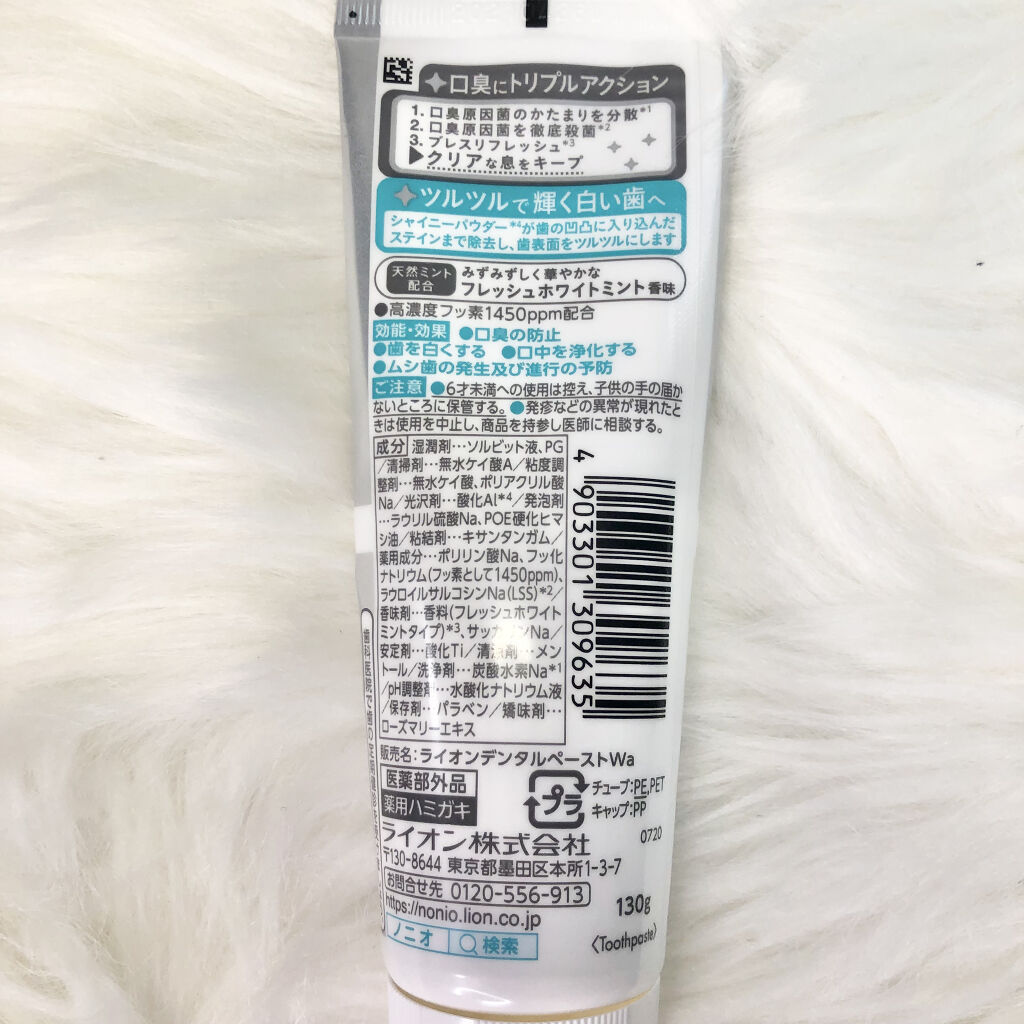 口臭にトリプルアクション
1. 口臭原因菌のかたまりを分散*1
2. 口臭原因菌を徹底殺菌*2
3. ブレスリフレッシュ*3
▶クリアな息をキープ
ツルツルで輝く白い歯へ
シャイニーパウダー*4が歯の凹凸に入り込んだ
ステインまで除去し、歯表面をツルツルにします
天然ミント配合 みずみずしく華やかな
フレッシュホワイトミント香味
●高濃度フッ素1450ppm配合
効能・効果 ●口臭の防止
●歯を白くする ●口中を浄化する
●ムシ歯の発生及び進行の予防
ご注意 ●6才未満への使用は控え、子供の手の届か
ないところに保管する。●発疹などの異常が現れたと
きは使用を中止し、商品を持参し医師に相談する。
成分 湿潤剤…ソルビット液、PG
/清掃剤…無水ケイ酸A/粘度調
整剤…無水ケイ酸、ポリアクリル酸
Na/光沢剤…酸化Al*4/発泡剤
…ラウリル硫酸Na、POE硬化ヒマ
シ油/粘結剤…キサンタンガム/
薬用成分…ポリリン酸Na、フッ化
ナトリウム(フッ素として1450ppm)、
ラウロイルサルコシンNa(LSS)*2/
香味剤…香料(フレッシュホワイト
ミントタイプ)*3、サッカリンNa/
安定剤…酸化Ti/清涼剤…メン
トール/洗浄剤…炭酸水素Na*1
/pH調整剤…水酸化ナトリウム液
/保存剤…パラベン/矯味剤…
ローズマリーエキス
4 903301 309635
販売名：ライオンデンタルペーストWa
医薬部外品
薬用ハミガキ
プラ
チューブ:PE,PET
キャップ:PP
ライオン株式会社
0720
〒130-8644 東京都墨田区本所1-3-7
お問合せ先 0120-556-913
130g
https://nonio.lion.co.jp
ノニオ 検索
〈Toothpaste〉
歯科医院で歯の